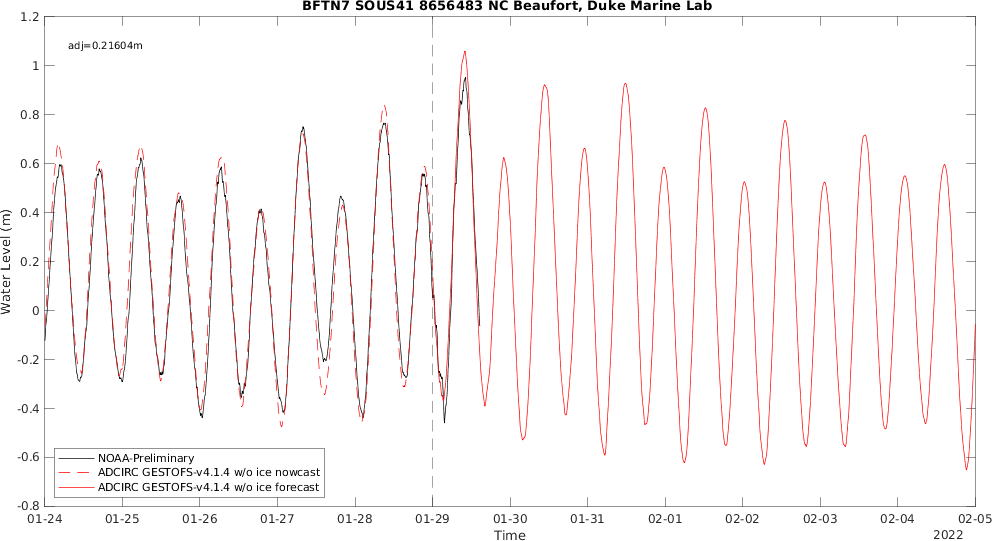 BFTN7 SOUS41 8656483 NC Beaufort, Duke Marine Lab
1.2
adj=0.21604m
1
0.8
0.6
0.4
0.2
0
-0.2
-0.4
-0.6
-0.8
Water Level (m)
NOAA-Preliminary
ADCIRC GESTOFS-v4.1.4 w/o ice nowcast
ADCIRC GESTOFS-v4.1.4 w/o ice forecast
01-24 01-25 01-26 01-27 01-28 01-29 01-30 01-31 02-01 02-02 02-03 02-04 02-05
Time
2022